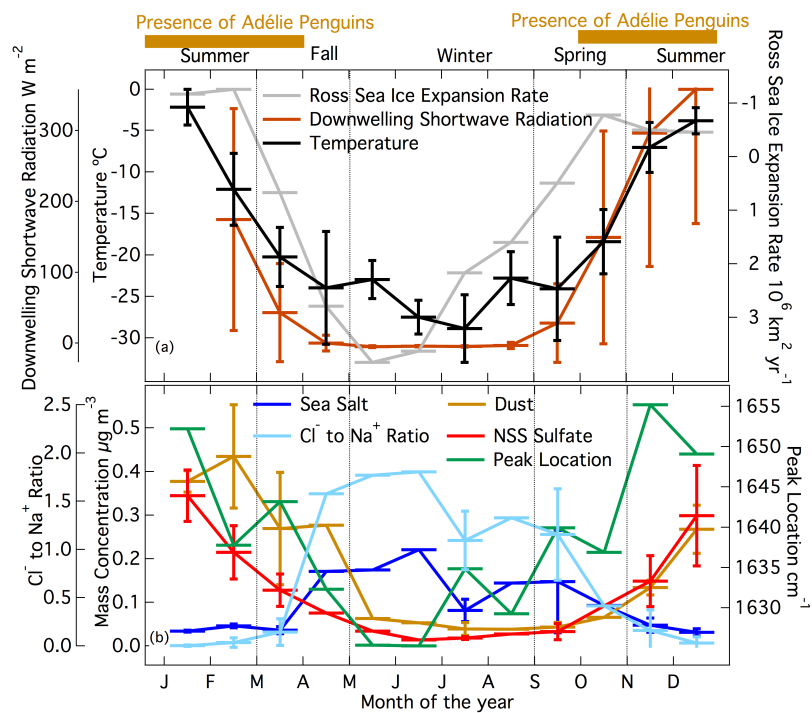 Presence of Adélie Penguins
Presence of Adélie Penguins
Summer
Fall
Winter
Spring
Summer
Downwelling Shortwave Radiation W m-2
300
200
100
0
Temperature °C
0
-5
-10
-15
-20
-25
-30
Ross Sea Ice Expansion Rate
Downwelling Shortwave Radiation
Temperature
(a)
-1
0
1
2
3
Ross Sea Ice Expansion Rate 10⁶ km² yr⁻¹
Cl⁻ to Na⁺ Ratio
2.5
2.0
1.5
1.0
0.5
0.0
Mass Concentration µg m⁻³
0.5
0.4
0.3
0.2
0.1
0.0
Sea Salt
Cl⁻ to Na⁺ Ratio
Dust
NSS Sulfate
Peak Location
(b)
1655
1650
1645
1640
1635
1630
Peak Location cm⁻¹
J F M A M J J A S O N D
Month of the year